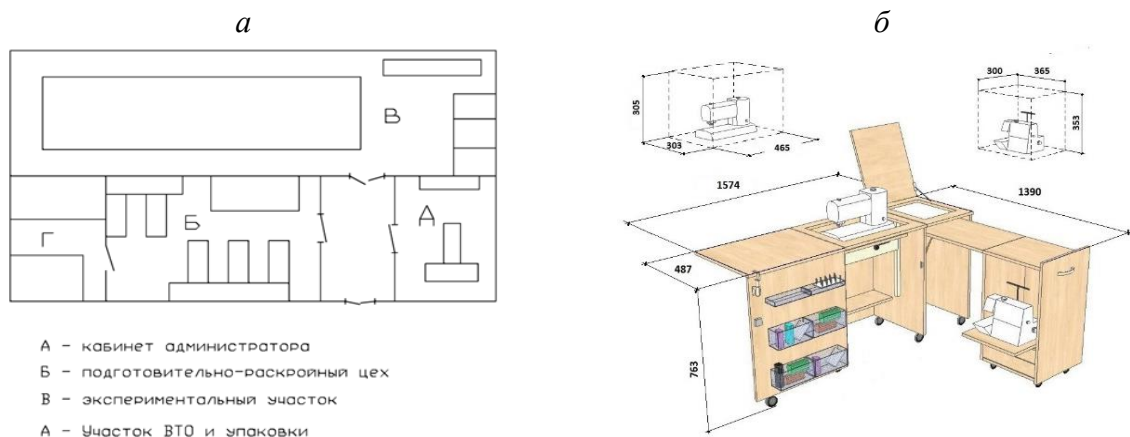 а
б
В
Б
А
Г
А – кабинет администратора
Б – подготовительно-раскройный цех
В – экспериментальный участок
А – Участок ВТО и упаковки
305
303
465
300
365
353
1574
1390
487
763